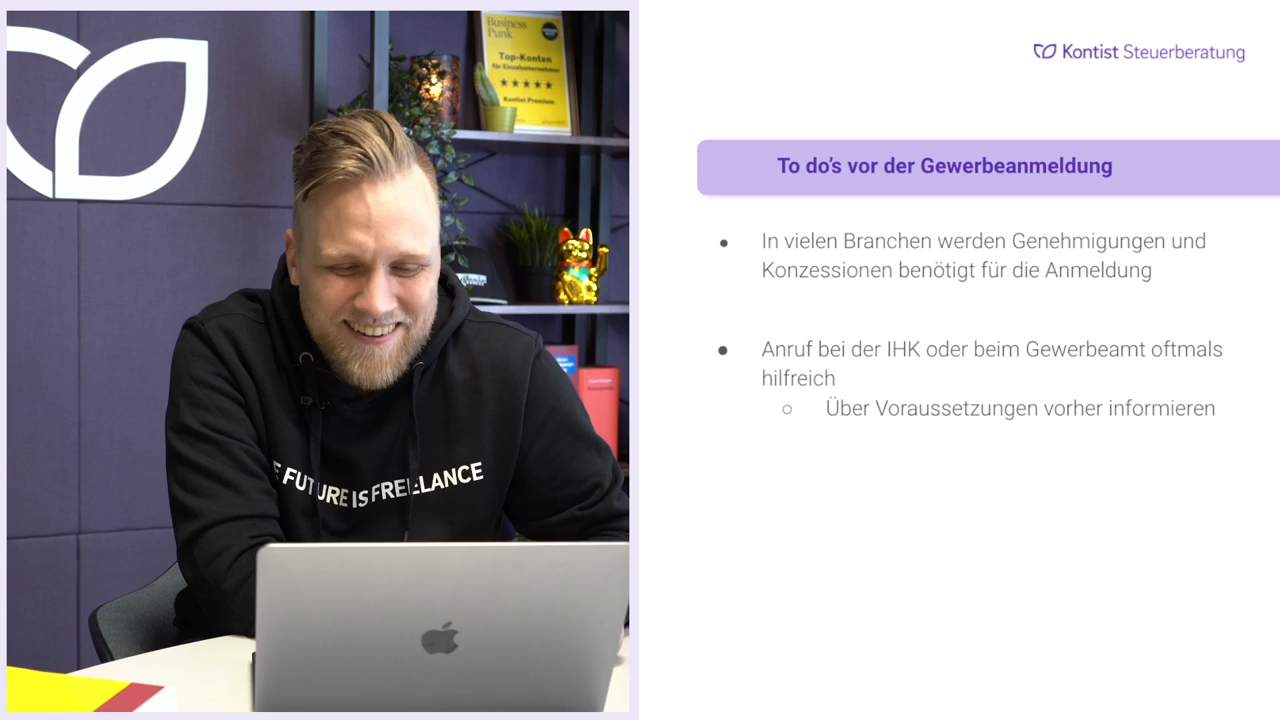 Business
Punk
Top-Konten
für Einzelunternehmer
Kontist Premium
E FUTURE IS FREELANCE
Kontist Steuerberatung
To do's vor der Gewerbeanmeldung
In vielen Branchen werden Genehmigungen und
Konzessionen benötigt für die Anmeldung
Anruf bei der IHK oder beim Gewerbeamt oftmals
hilfreich
Über Voraussetzungen vorher informieren